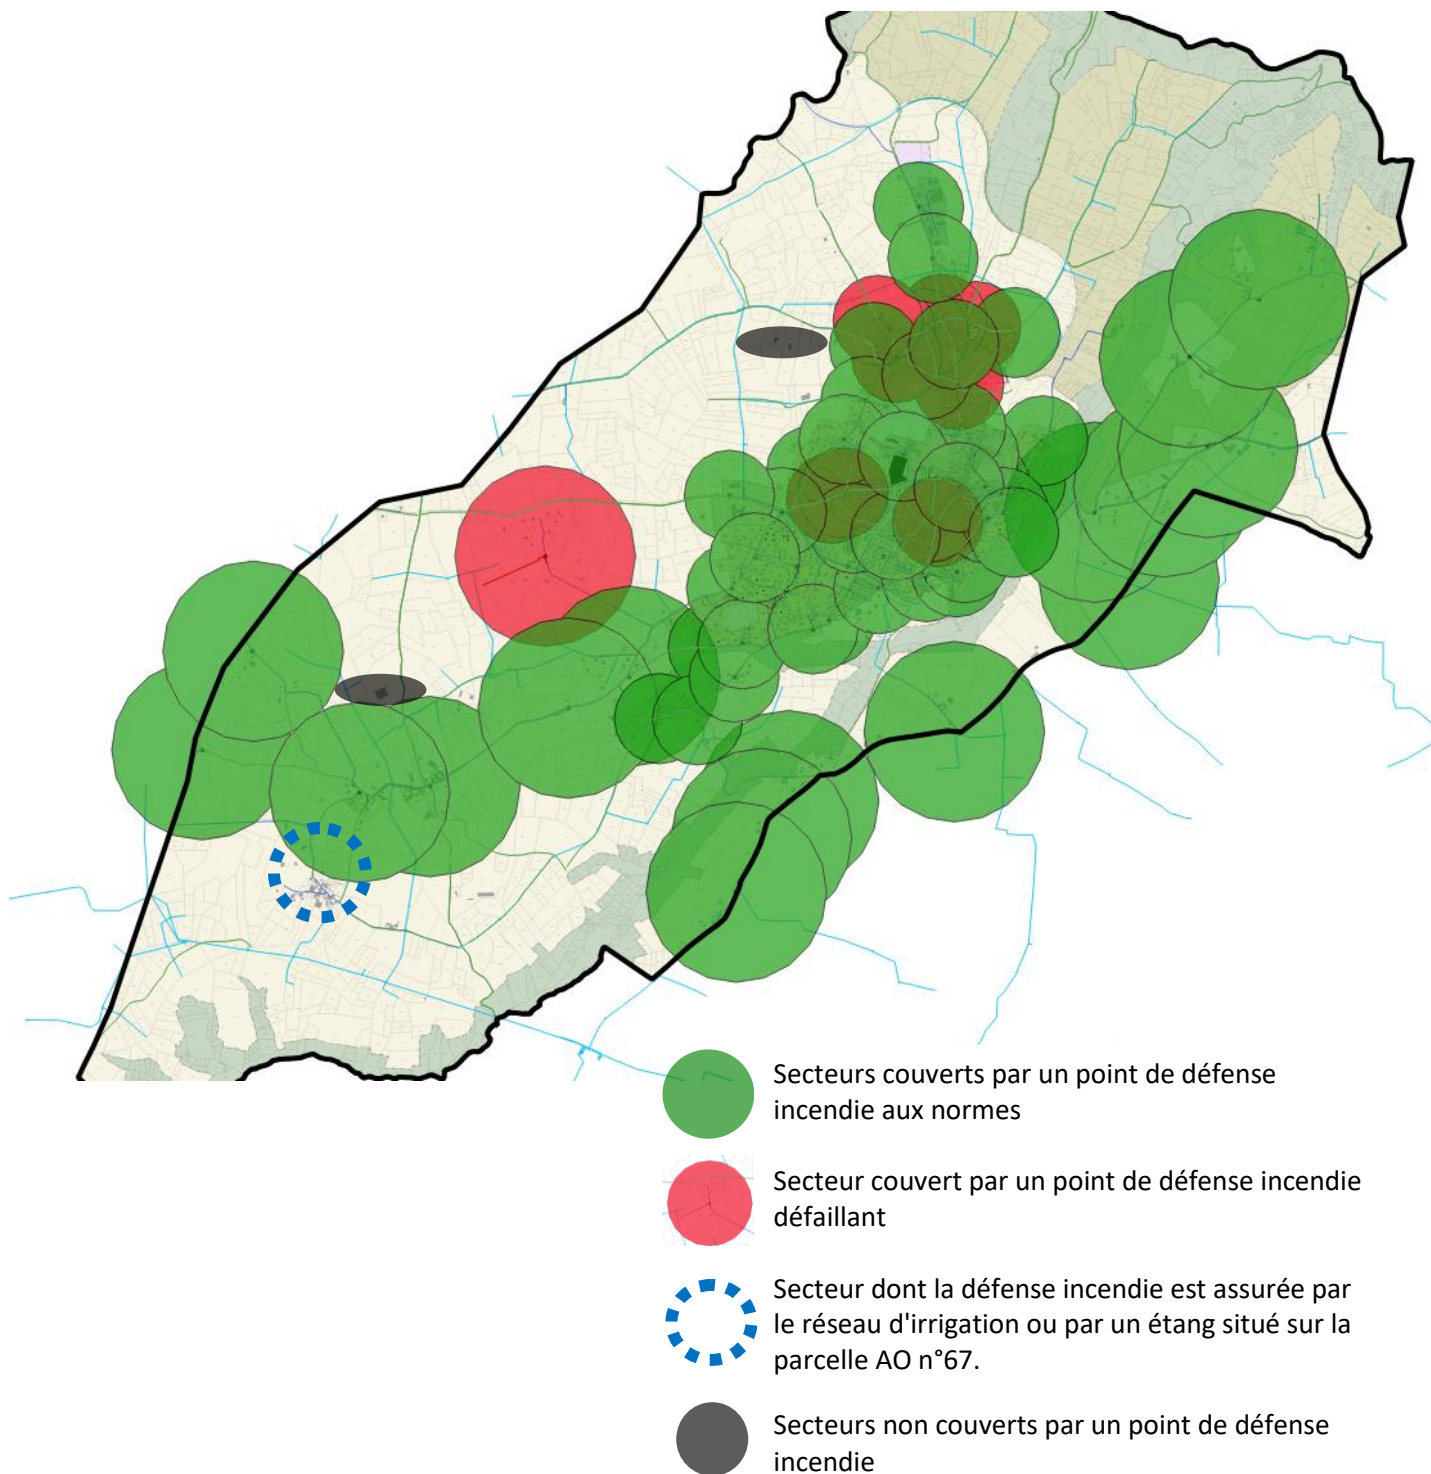 Secteurs couverts par un point de défense
incendie aux normes
Secteur couvert par un point de défense incendie
défaillant
Secteur dont la défense incendie est assurée par
le réseau d'irrigation ou par un étang situé sur la
parcelle AO n°67.
Secteurs non couverts par un point de défense
incendie